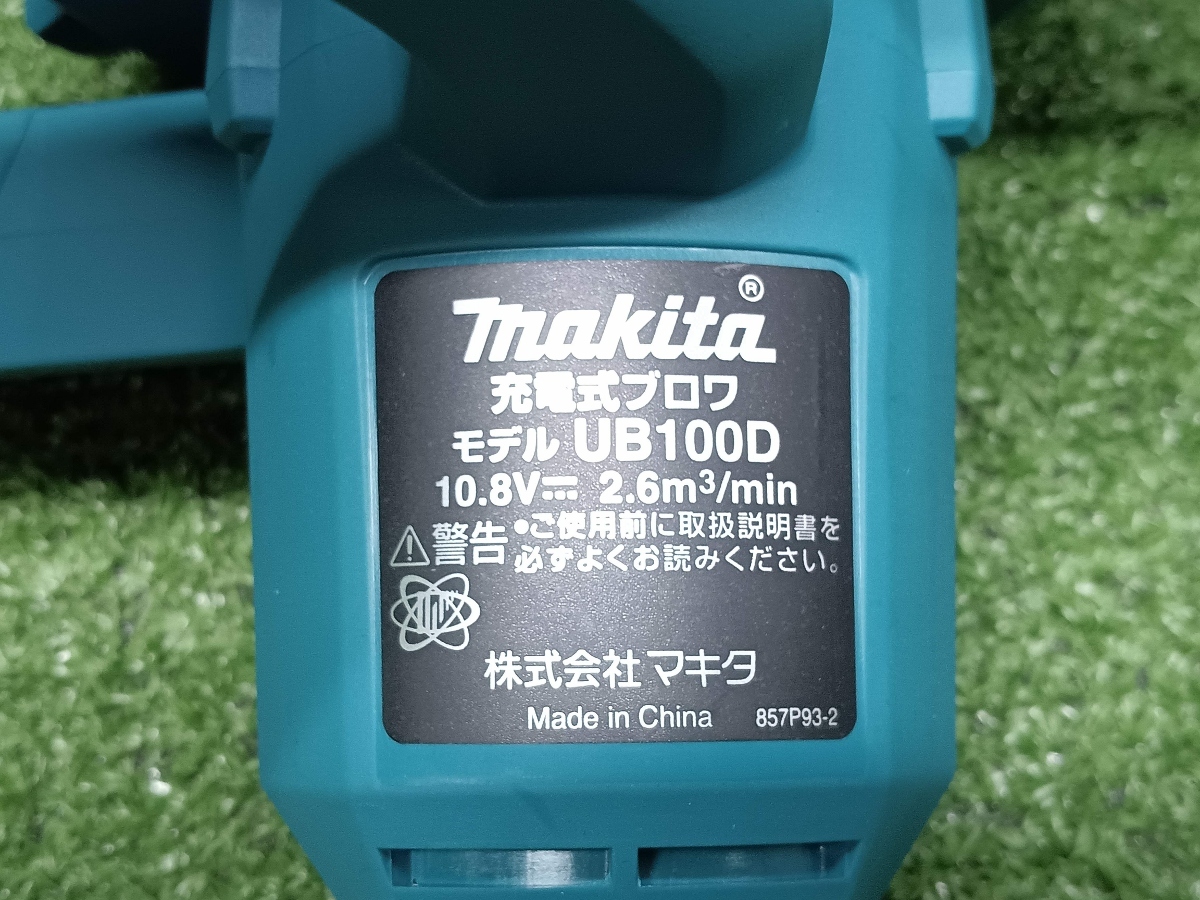 makita®
充電式ブロワ
モデル UB100D
10.8V⎓ 2.6m³/min
⚠警告 •ご使用前に取扱説明書を
必ずよくお読みください。
株式会社マキタ
Made in China 857P93-2